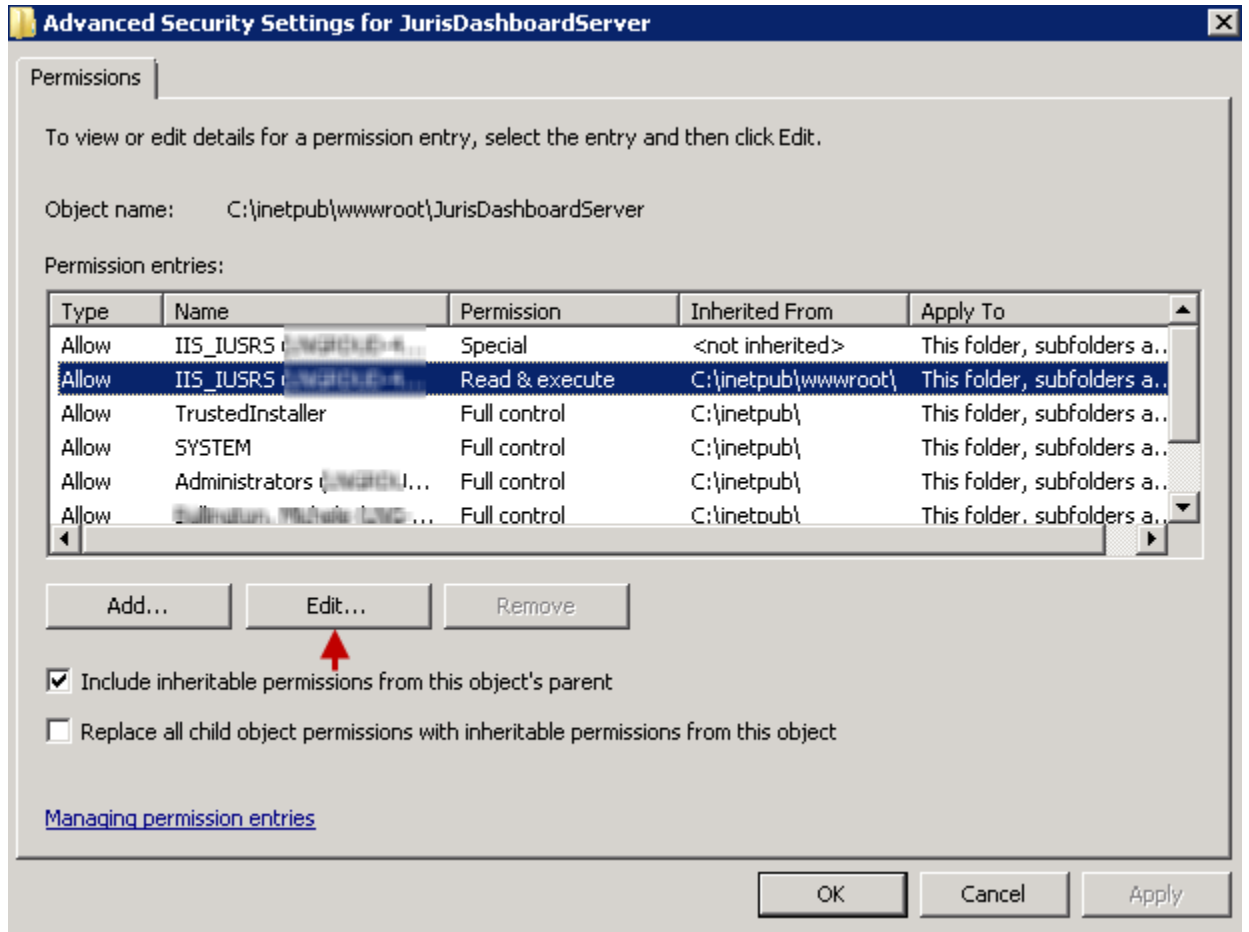 Advanced Security Settings for JurisDashboardServer
Permissions
To view or edit details for a permission entry, select the entry and then click Edit.
Object name: C:\inetpub\wwwroot\JurisDashboardServer
Permission entries:
Type Name Permission Inherited From Apply To
Allow IIS_IUSRS ( ... Special <not inherited> This folder, subfolders a..
Allow IIS_IUSRS ( ... Read & execute C:\inetpub\wwwroot\ This folder, subfolders a..
Allow TrustedInstaller Full control C:\inetpub\ This folder, subfolders a..
Allow SYSTEM Full control C:\inetpub\ This folder, subfolders a..
Allow Administrators ( ... Full control C:\inetpub\ This folder, subfolders a..
Allow ... Full control C:\inetpub\ This folder, subfolders a..
Add... Edit... Remove
Include inheritable permissions from this object's parent
Replace all child object permissions with inheritable permissions from this object
Managing permission entries
OK Cancel Apply